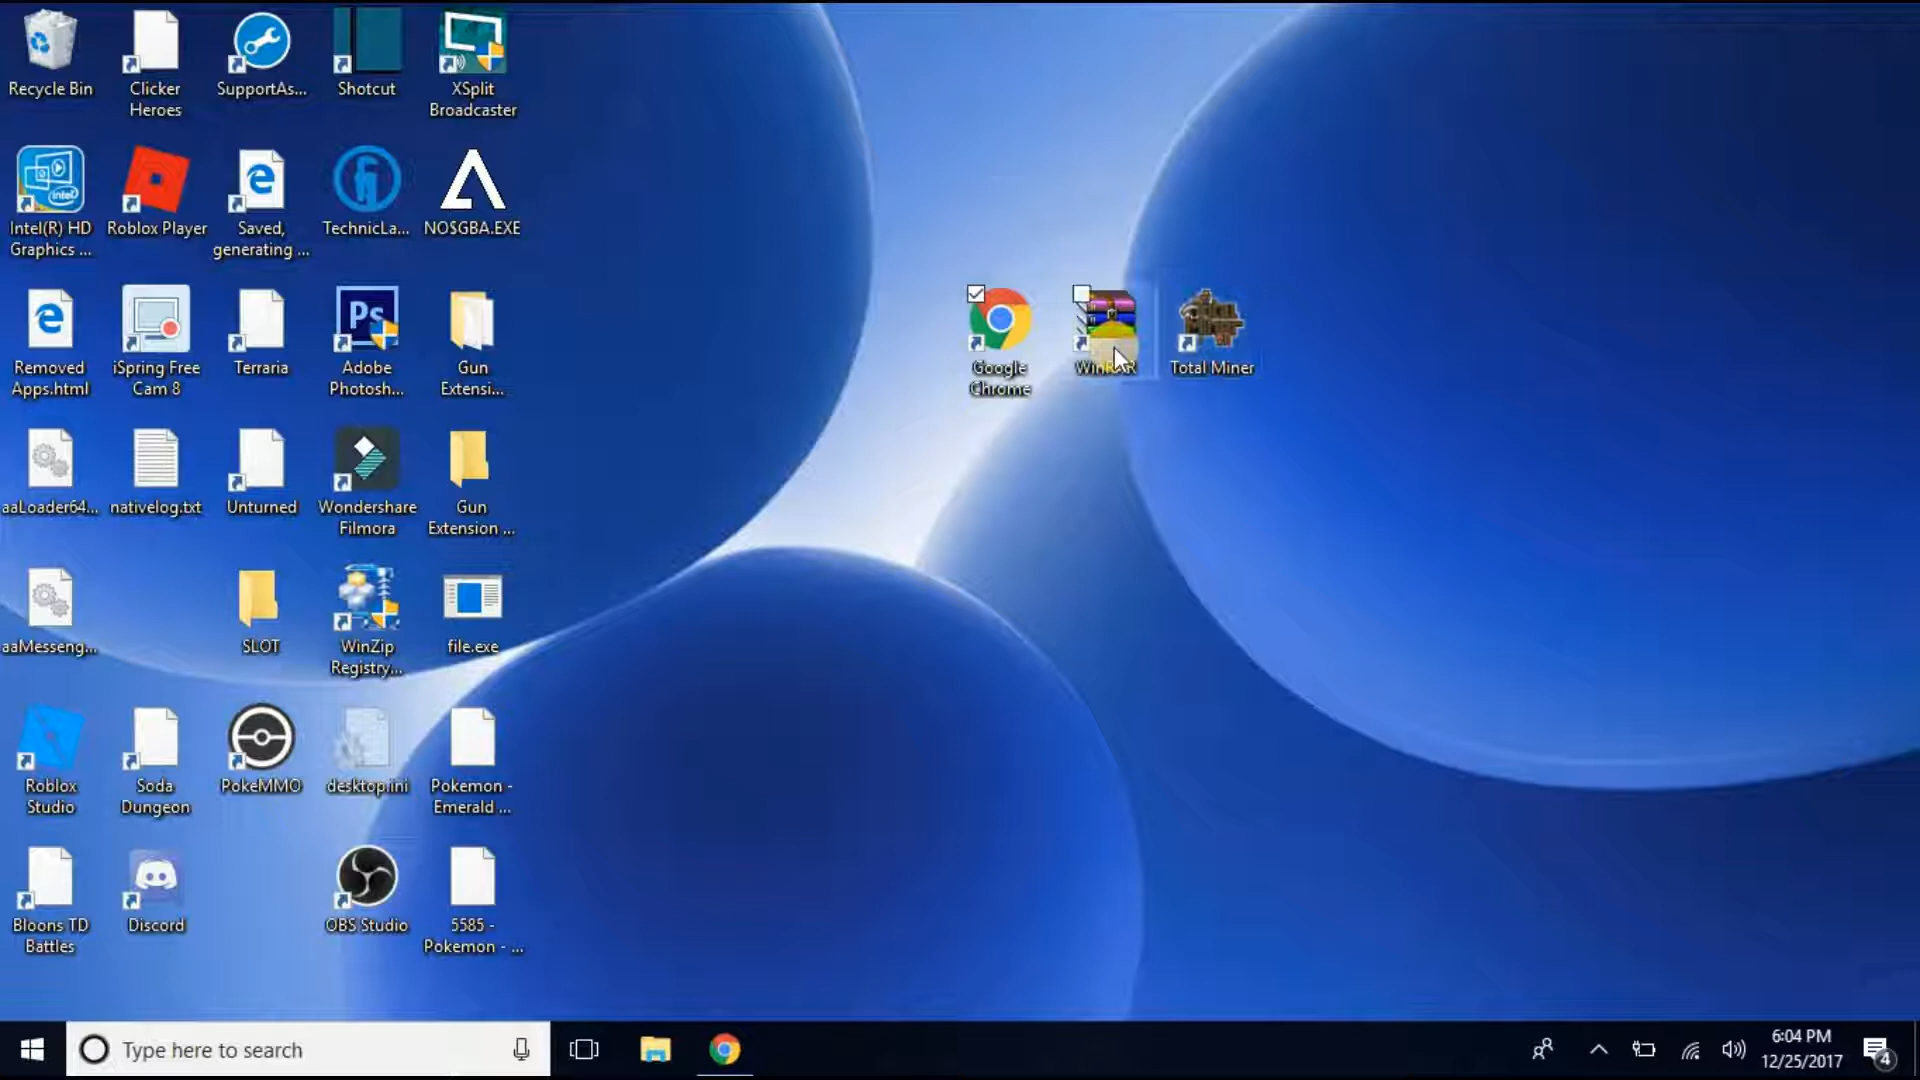 Recycle Bin
Clicker
Heroes
SupportAs...
Shotcut
XSplit
Broadcaster
Intel(R) HD
Graphics ...
Roblox Player
Saved,
generating ...
TechnicLa...
NO$GBA.EXE
Removed
Apps.html
iSpring Free
Cam 8
Terraria
Ps
Adobe
Photosh...
Gun
Extensi...
Google
Chrome
WinRAR
Total Miner
aaLoader64...
nativelog.txt
Unturned
Wondershare
Filmora
Gun
Extension ...
aaMesseng...
SLOT
WinZip
Registry...
file.exe
Roblox
Studio
Soda
Dungeon
PokeMMO
desktop.ini
Pokemon -
Emerald ...
Bloons TD
Battles
Discord
OBS Studio
5585 -
Pokemon - ...
Type here to search
6:04 PM
12/25/2017
4